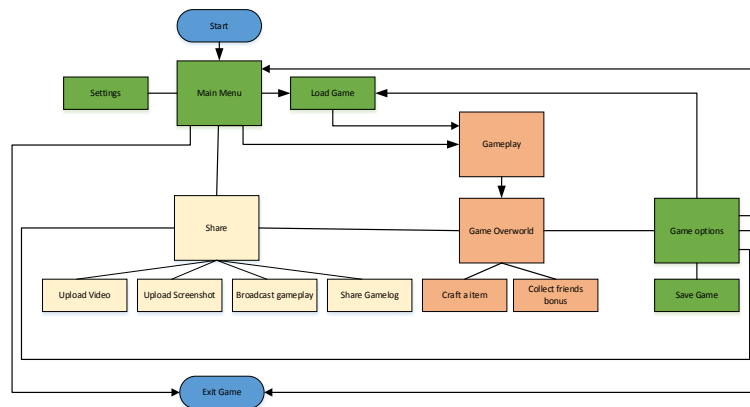 Start
Settings
Main Menu
Load Game
Gameplay
Share
Game Overworld
Game options
Upload Video
Upload Screenshot
Broadcast gameplay
Share Gamelog
Craft a item
Collect friends
bonus
Save Game
Exit Game